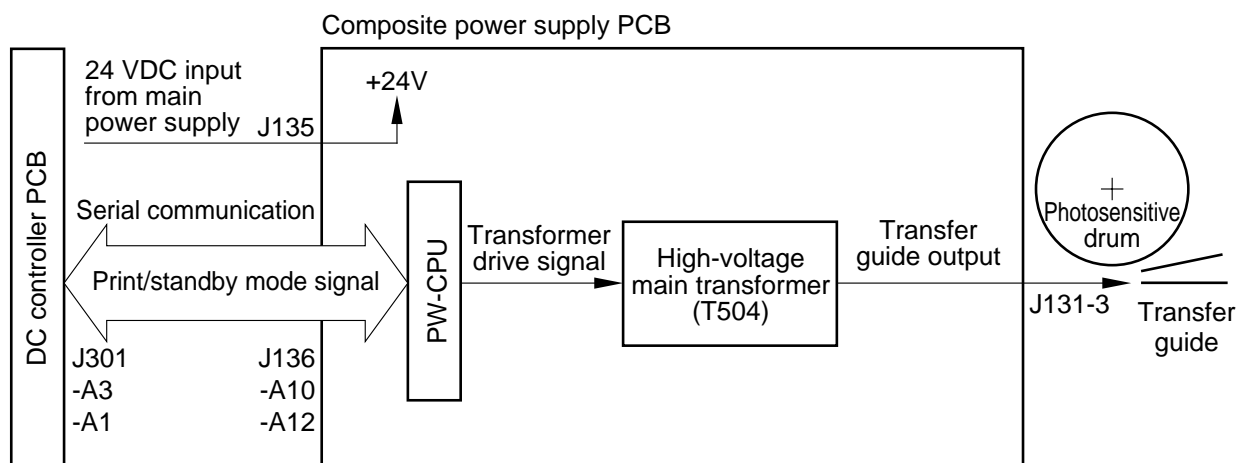 Composite power supply PCB
24 VDC input
from main
power supply
J135
+24V
DC controller PCB
Serial communication
Print/standby mode signal
J301
-A3
-A1
J136
-A10
-A12
PW-CPU
Transformer
drive signal
High-voltage
main transformer
(T504)
Transfer
guide output
J131-3
Photosensitive
drum
Transfer
guide